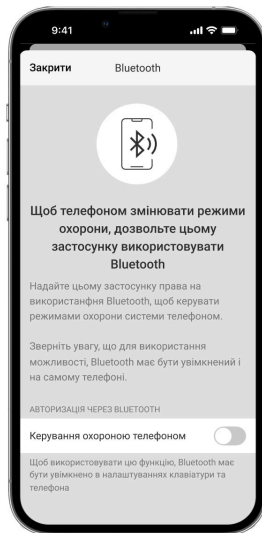 9:41
Закрити Bluetooth
Щоб телефоном змінювати режими
охорони, дозвольте цьому
застосунку використовувати
Bluetooth
Надайте цьому застосунку права на
використанфня Bluetooth, щоб керувати
режимами охорони системи телефоном.
Зверніть увагу, що для використання
можливості, Bluetooth має бути увімкнений і
на самому телефоні.
АВТОРИЗАЦІЯ ЧЕРЕЗ BLUETOOTH
Керування охороною телефоном
Щоб використовувати цю функцію, Bluetooth має
бути увімкнено в налаштуваннях клавіатури та
телефона